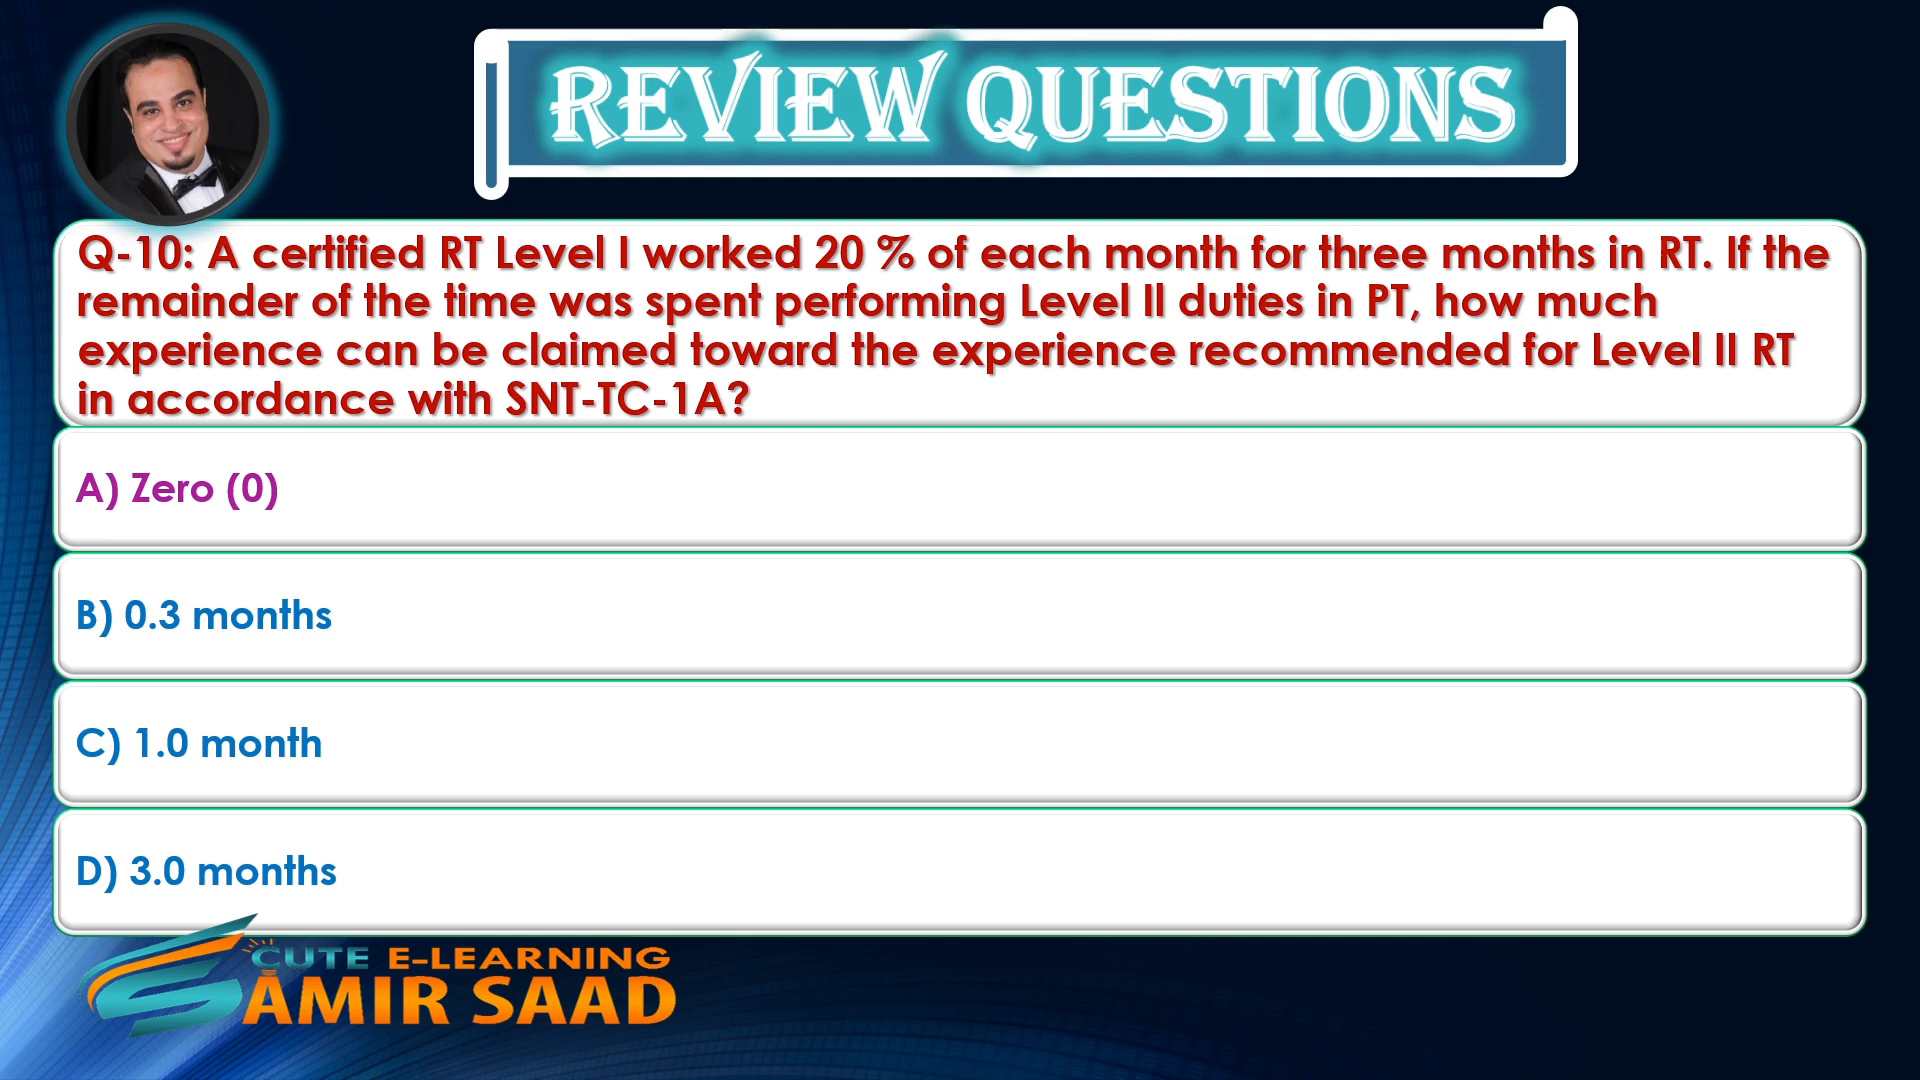 REVIEW QUESTIONS
Q-10: A certified RT Level I worked 20 % of each month for three months in RT. If the
remainder of the time was spent performing Level II duties in PT, how much
experience can be claimed toward the experience recommended for Level II RT
in accordance with SNT-TC-1A?
A) Zero (0)
B) 0.3 months
C) 1.0 month
D) 3.0 months
CUTE E-LEARNING
AMIR SAAD